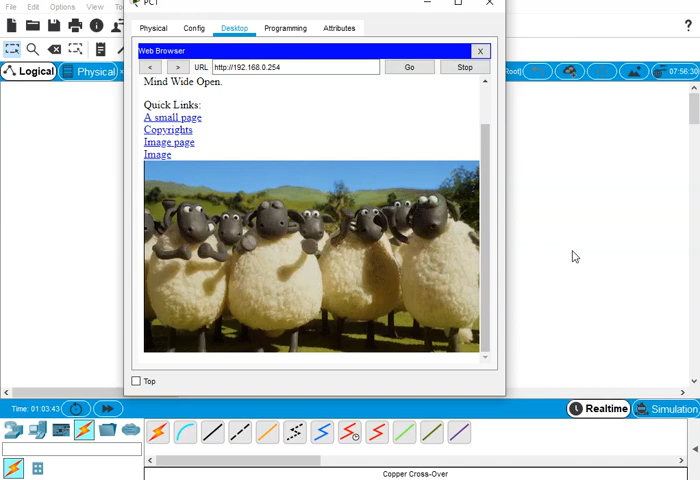 PCT
File Edit Options View
Physical Config Desktop Programming Attributes
?
Web Browser
X
< > URL http://192.168.0.254 Go Stop
Logical Physical
Root] 07:56:30
Mind Wide Open.
Quick Links:
A small page
Copyrights
Image page
Image
Top
Time: 01:03:43
Realtime Simulation
Copper Cross-Over